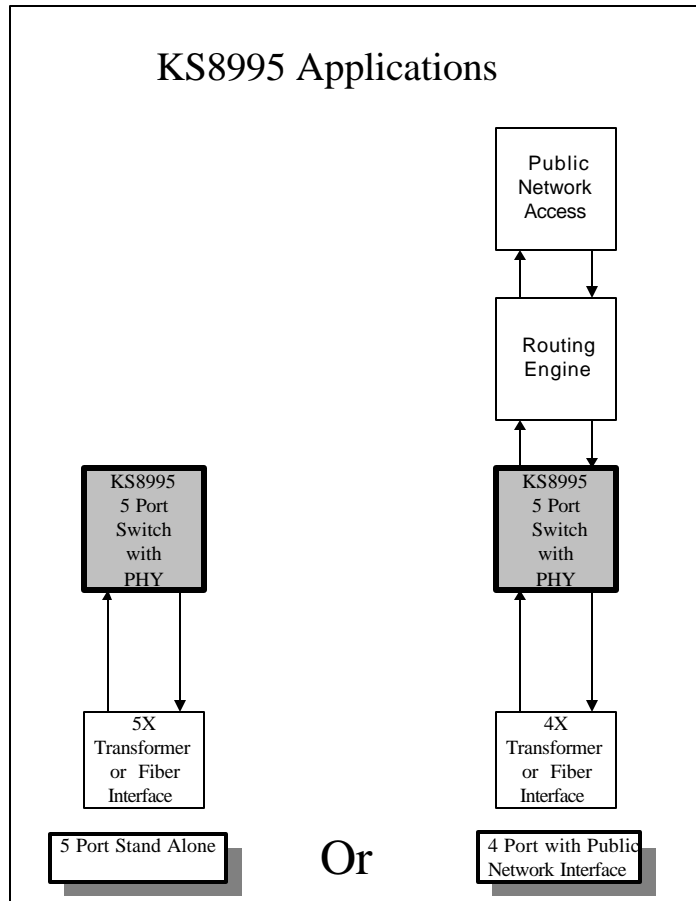 KS8995 Applications
Public
Network
Access
Routing
Engine
KS8995
5 Port
Switch
with
PHY
KS8995
5 Port
Switch
with
PHY
5X
Transformer
or Fiber
Interface
4X
Transformer
or Fiber
Interface
5 Port Stand Alone
Or
4 Port with Public
Network Interface